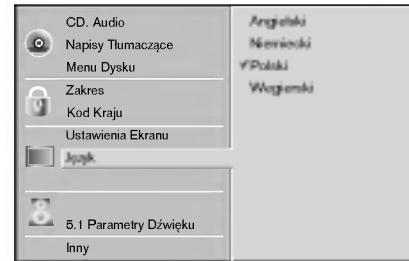 CD. Audio
Napisy Tłumaczące
Menu Dysku
Zakres
Kod Kraju
Ustawienia Ekranu
Język
5.1 Parametry Dźwięku
Inny
Angielski
Niemiecki
✓Polski
Węgierski